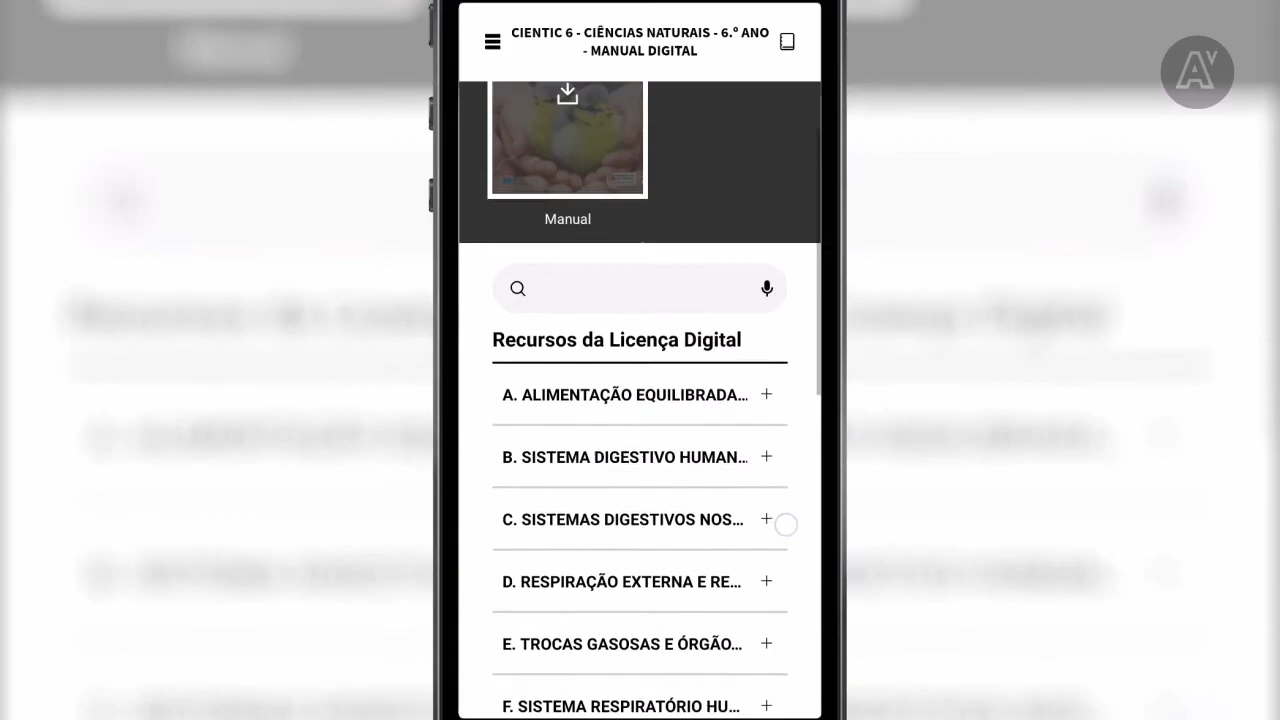 CIENTIC 6 - CIÊNCIAS NATURAIS - 6.º ANO
- MANUAL DIGITAL
Manual
Recursos da Licença Digital
A. ALIMENTAÇÃO EQUILIBRADA...
B. SISTEMA DIGESTIVO HUMAN...
C. SISTEMAS DIGESTIVOS NOS...
D. RESPIRAÇÃO EXTERNA E RE...
E. TROCAS GASOSAS E ÓRGÃO...
F. SISTEMA RESPIRATÓRIO HU...